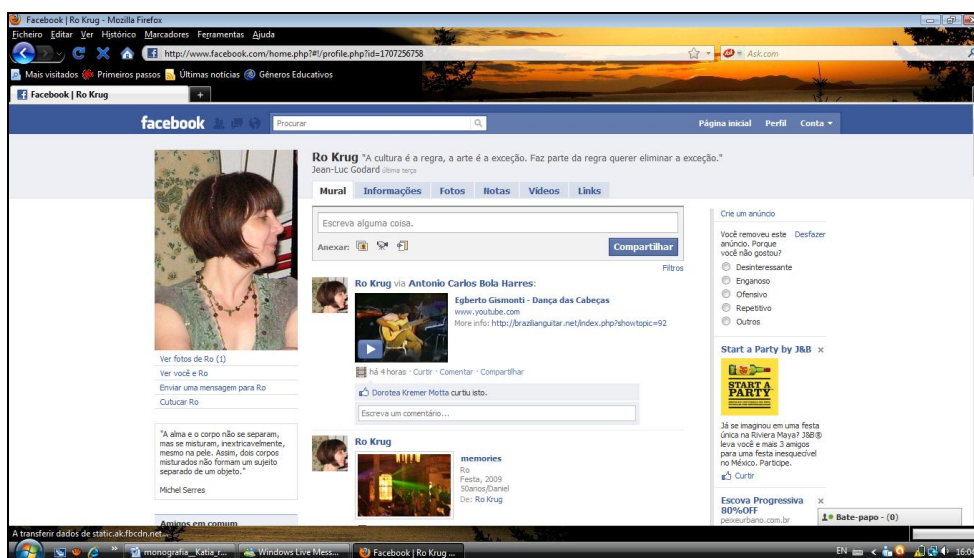 Facebook | Ro Krug - Mozilla Firefox
Ficheiro Editar Ver Histórico Marcadores Ferramentas Ajuda
http://www.facebook.com/home.php?#!/profile.php?id=1707256758
Ask.com
Mais visitados Primeiros passos Últimas notícias Géneros Educativos
Facebook | Ro Krug
facebook Procurar Página inicial Perfil Conta
Ro Krug "A cultura é a regra, a arte é a exceção. Faz parte da regra querer eliminar a exceção."
Jean-Luc Godard última terça
Mural Informações Fotos Notas Vídeos Links
Escreva alguma coisa.
Anexar: Compartilhar
Filtros
Ro Krug via Antonio Carlos Bola Harres:
Egberto Gismonti - Dança das Cabeças
www.youtube.com
More info: http://brazilianguitar.net/index.php?showtopic=92
há 4 horas · Curtir · Comentar · Compartilhar
Dorotea Kremer Motta curtiu isto.
Escreva um comentário...
Ro Krug
memories
Ro
Festa, 2009
50anos/Daniel
De: Ro Krug
Ver fotos de Ro (1)
Ver você e Ro
Enviar uma mensagem para Ro
Cutucar Ro
"A alma e o corpo não se separam,
mas se misturam, inextricavelmente,
mesmo na pele. Assim, dois corpos
misturados não formam um sujeito
separado de um objeto."
Michel Serres
Amigos em comum
Crie um anúncio
Você removeu este Desfazer
anúncio. Porque
você não gostou?
Desinteressante
Enganoso
Ofensivo
Repetitivo
Outros
Start a Party by J&B ×
START A
PARTY
Já se imaginou em uma festa
única na Riviera Maya? J&B®
leva você e mais 3 amigos
para uma festa inesquecível
no México. Participe.
Curtir
Escova Progressiva ×
80%OFF
peixeurbano.com.br
Bate-papo - (0)
A transferir dados de static.ak.fbcdn.net...
monografia_Katia_r... Windows Live Mess... Facebook | Ro Krug ... EN 16:04